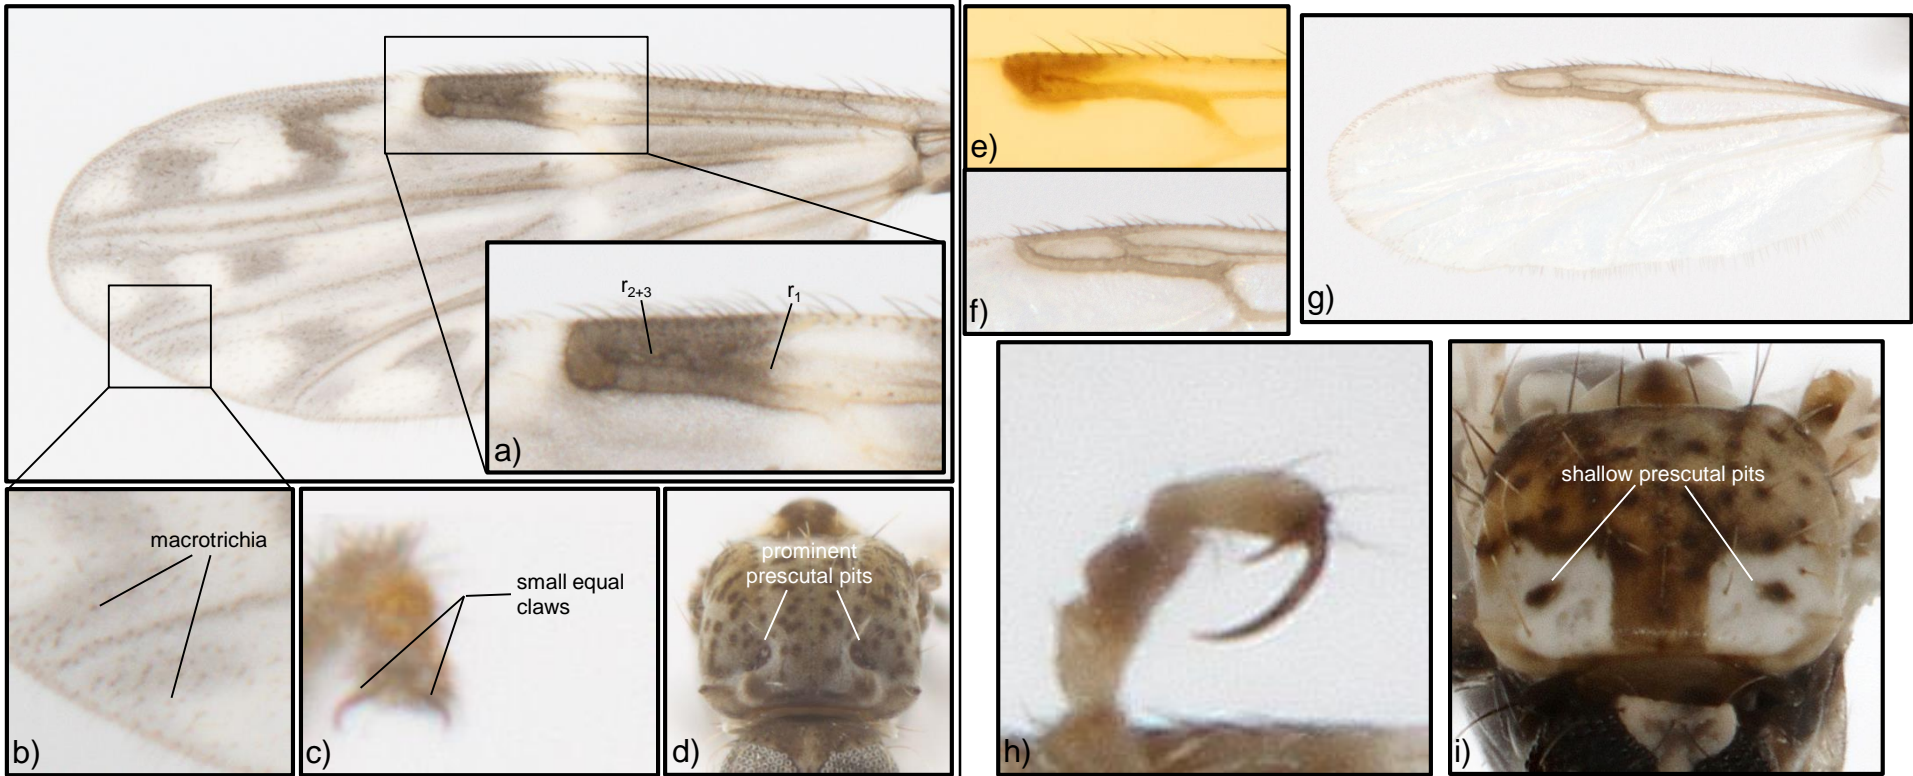 r2+3
r1
a)
macrotrichia
b)
small equal
claws
c)
prominent
prescutal pits
d)
e)
f)
g)
h)
shallow prescutal pits
i)